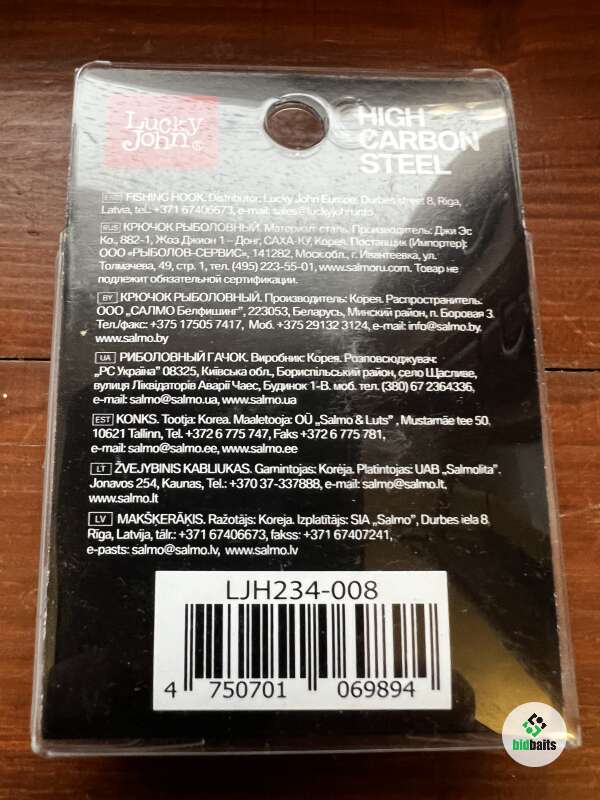 Lucky
John®
HIGH
CARBON
STEEL
FISHING HOOK. Distributor: Lucky John Europe, Durbes street 8, Riga,
Latvia, tel.: +371 67406673, e-mail: sales@luckyjohn.info
RUS КРЮЧОК РЫБОЛОВНЫЙ. Материал: сталь. Производитель: Джи Эс
Ко., 882-1, Жоз Джион 1 – Донг, САХА-КУ, Корея. Поставщик (Импортер):
ООО «РЫБОЛОВ-СЕРВИС», 141282, Моск.обл., г. Ивантеевка, ул.
Толмачева, 49, стр. 1, тел. (495) 223-55-01, www.salmoru.com. Товар не
подлежит обязательной сертификации.
BY КРЮЧОК РЫБОЛОВНЫЙ. Производитель: Корея. Распространитель:
ООО „САЛМО Белфишинг", 223053, Беларусь, Минский район, п. Боровая 3.
Тел./факс: +375 17505 7417, Моб. +375 29132 3124, e-mail: info@salmo.by.
www.salmo.by
UA РИБОЛОВНЫЙ ГАЧОК. Виробник: Корея. Розповсюджувач:
„РС Україна" 08325, Київська обл., Бориспільський район, село Щасливе,
вулиця Ліквідаторів Аварії Чаес, Будинок 1-В. моб. тел. (380) 67 2364336,
e-mail: salmo@salmo.ua, www.salmo.ua
EST KONKS. Tootja: Korea. Maaletooja: OÜ „Salmo & Luts" , Mustamäe tee 50,
10621 Tallinn, Tel. +372 6 775 747, Faks +372 6 775 781,
e-mail: salmo@salmo.ee, www.salmo.ee
LT ŽVEJYBINIS KABLIUKAS. Gamintojas: Korėja. Platintojas: UAB „Salmolita".
Jonavos 254, Kaunas, Tel.: +370 37-337888, e-mail: salmo@salmo.lt,
www.salmo.lt
LV MAKŠĶERĀĶIS. Ražotājs: Koreja. Izplatītājs: SIA „Salmo", Durbes iela 8,
Rīga, Latvija, tālr.: +371 67406673, fakss: +371 67407241,
e-pasts: salmo@salmo.lv, www.salmo.lv
LJH234-008
4 750701 069894
bidbaits